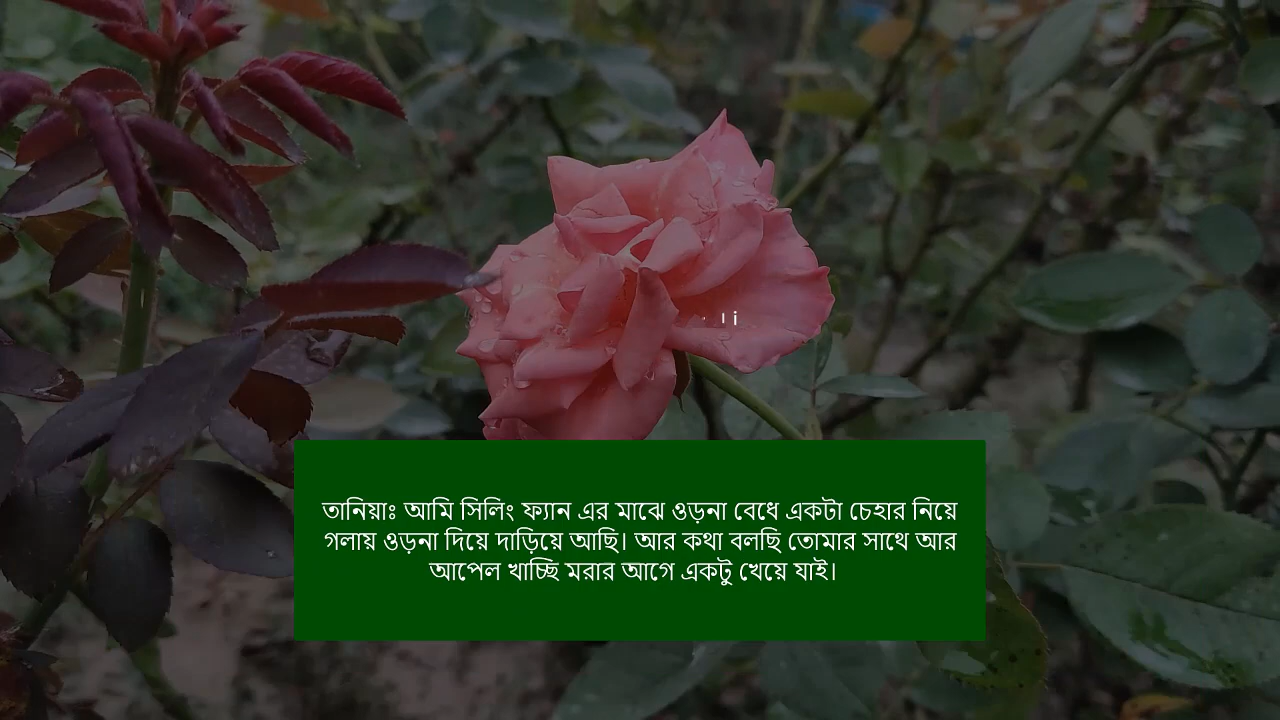 তানিয়াঃ আমি সিলিং ফ্যান এর মাঝে ওড়না বেধে একটা চেহার নিয়ে
গলায় ওড়না দিয়ে দাড়িয়ে আছি। আর কথা বলছি তোমার সাথে আর
আপেল খাচ্ছি মরার আগে একটু খেয়ে যাই।